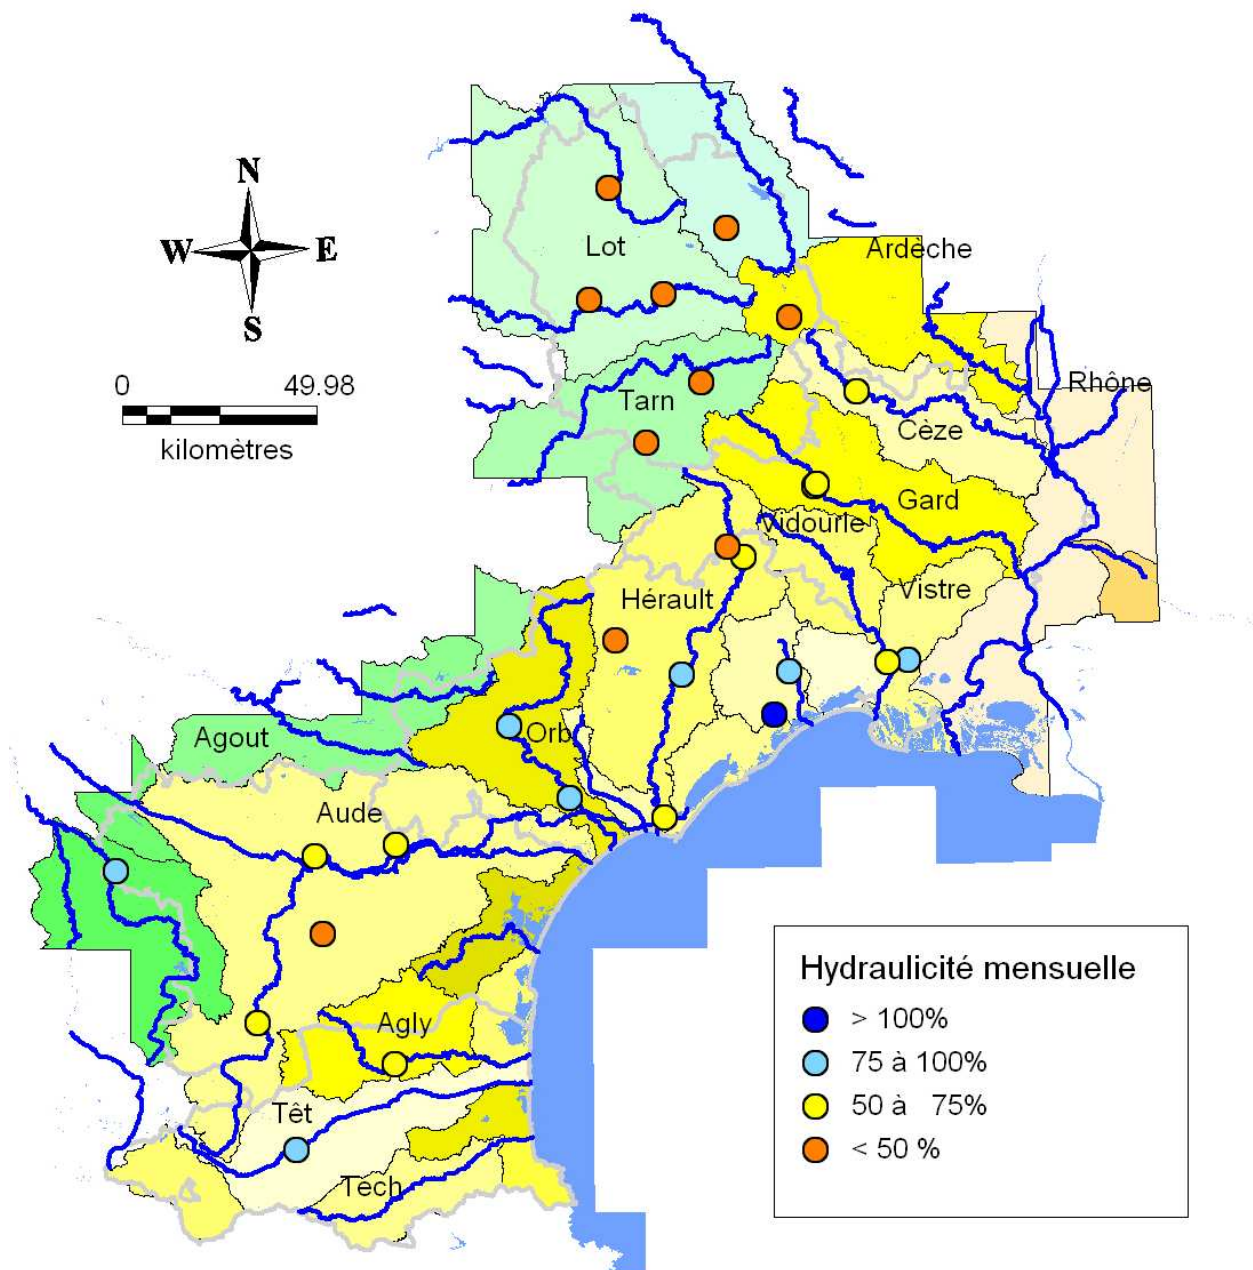 N
W
E
S
0 49.98
kilomètres
Lot
Ardèche
Rhône
Tarn
Cèze
Gard
Vidourle
Vistre
Hérault
Orb
Agout
Aude
Agly
Têt
Tech
Hydraulicité mensuelle
> 100%
75 à 100%
50 à 75%
< 50 %